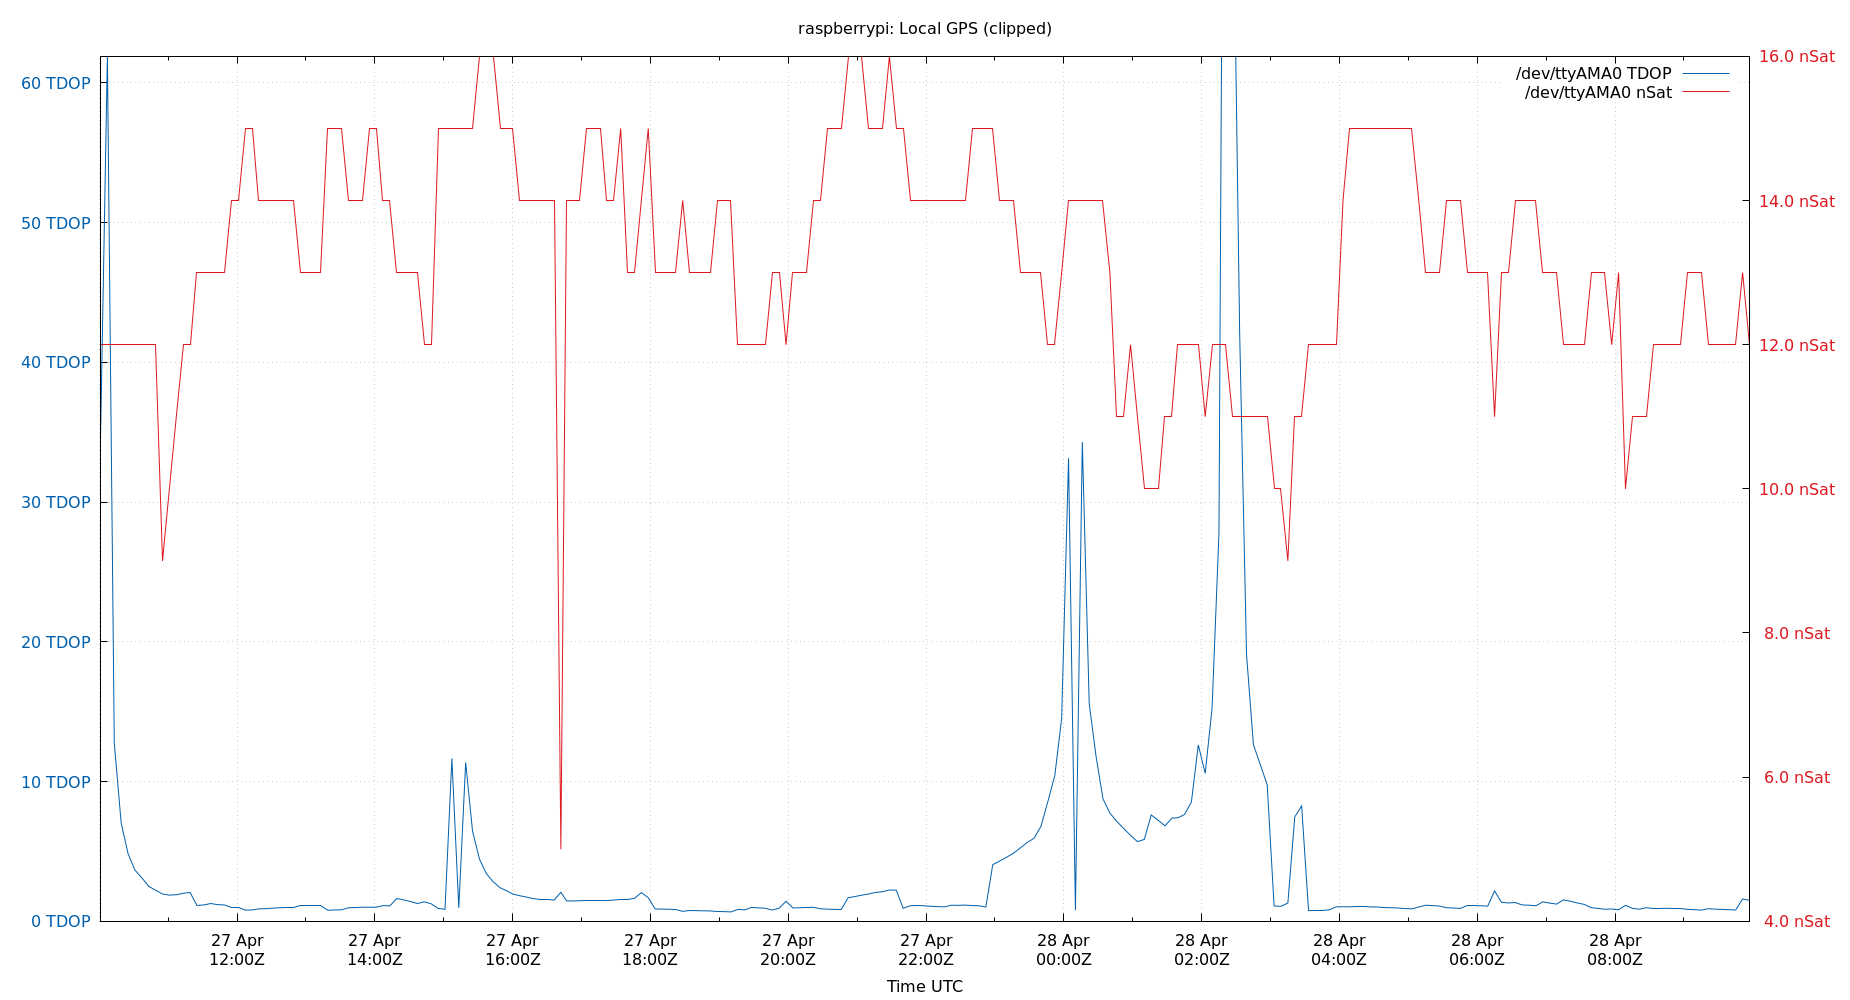 raspberrypi: Local GPS (clipped)
/dev/ttyAMA0 TDOP
/dev/ttyAMA0 nSat
60 TDOP
50 TDOP
40 TDOP
30 TDOP
20 TDOP
10 TDOP
0 TDOP
16.0 nSat
14.0 nSat
12.0 nSat
10.0 nSat
8.0 nSat
6.0 nSat
4.0 nSat
27 Apr 27 Apr 27 Apr 27 Apr 27 Apr 27 Apr 28 Apr 28 Apr 28 Apr 28 Apr 28 Apr
12:00Z 14:00Z 16:00Z 18:00Z 20:00Z 22:00Z 00:00Z 02:00Z 04:00Z 06:00Z 08:00Z
Time UTC